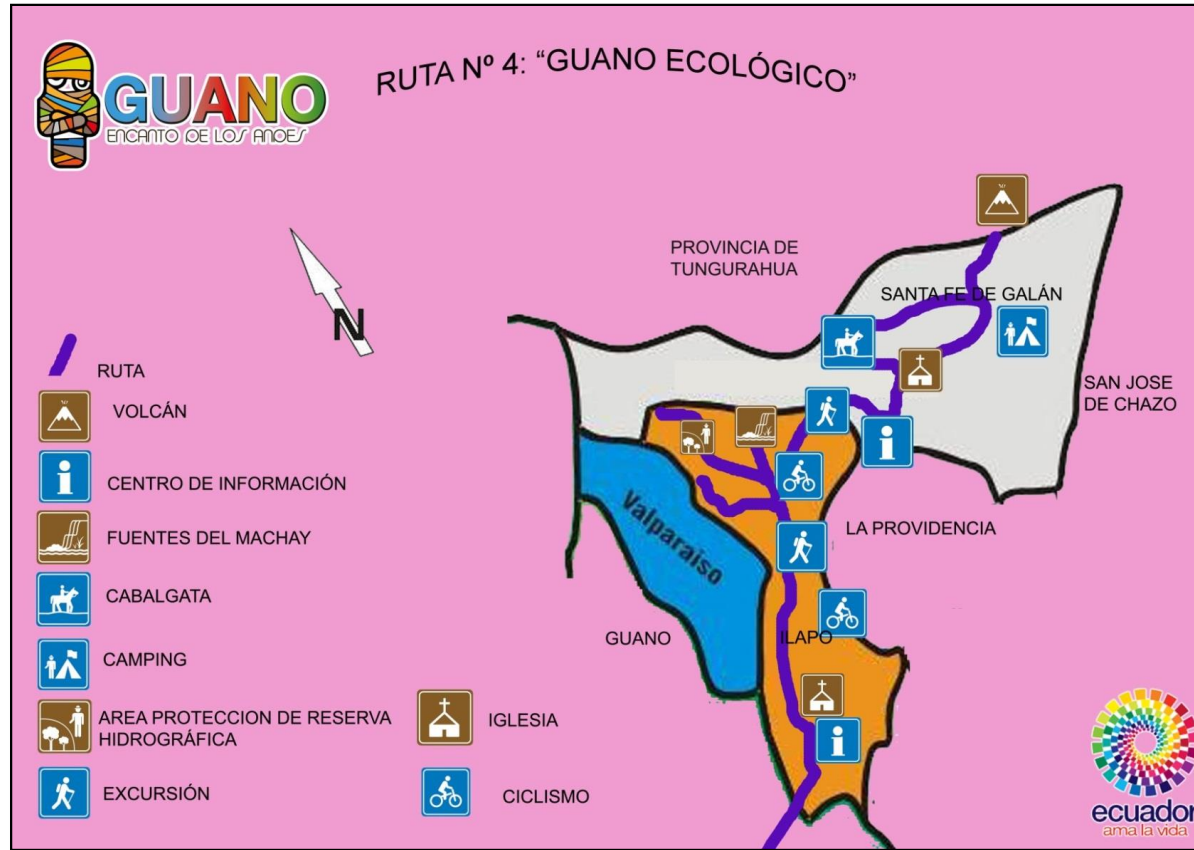 GUANO
ENCANTO DE LOS ANDES
RUTA Nº 4: “GUANO ECOLÓGICO”
PROVINCIA DE
TUNGURAHUA
SANTA FE DE GALÁN
SAN JOSE
DE CHAZO
N
LA PROVIDENCIA
Valparaiso
GUANO
ILAPO
RUTA
VOLCÁN
CENTRO DE INFORMACIÓN
FUENTES DEL MACHAY
CABALGATA
CAMPING
AREA PROTECCION DE RESERVA
HIDROGRÁFICA
EXCURSIÓN
IGLESIA
CICLISMO
ecuador
ama la vida